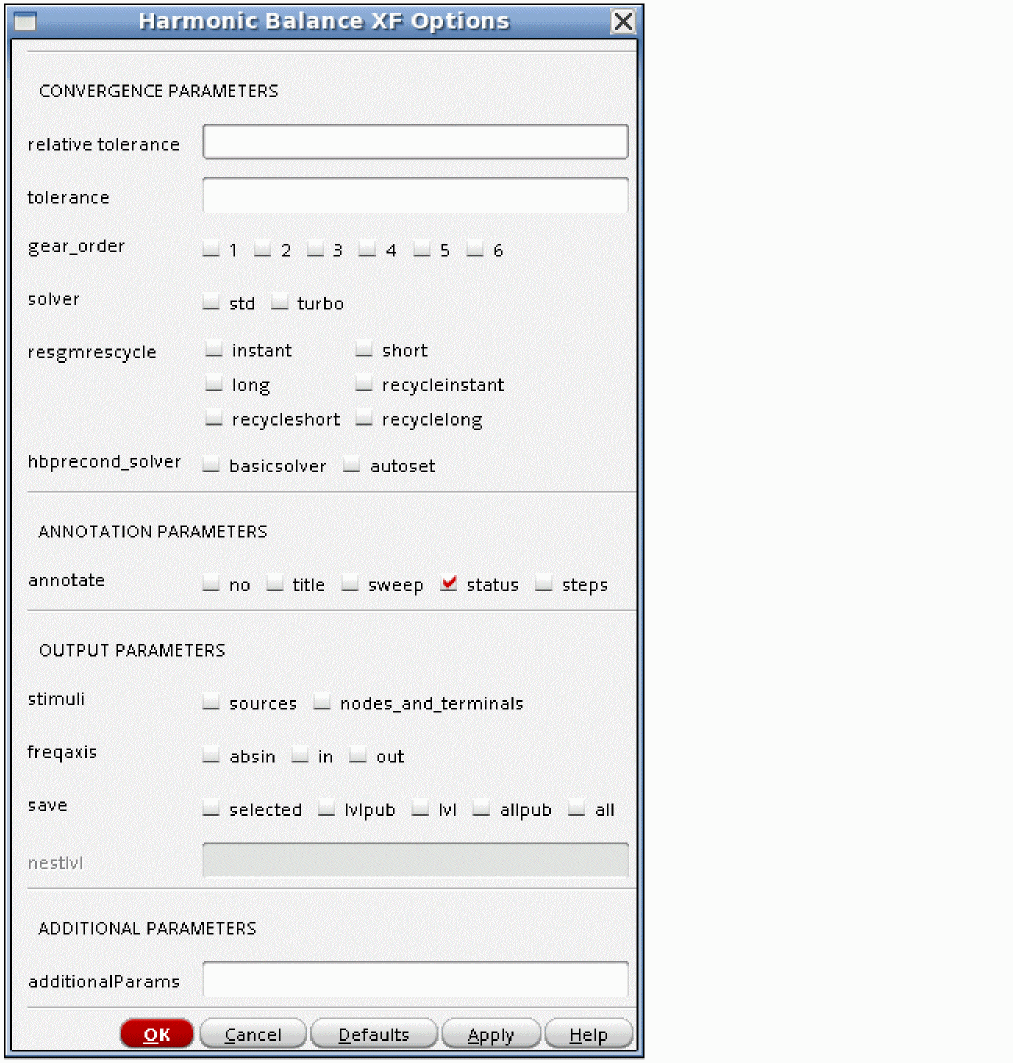 Harmonic Balance XF Options
CONVERGENCE PARAMETERS
relative tolerance
tolerance
gear_order 1 2 3 4 5 6
solver std turbo
resgmrescycle instant short
long recycleinstant
recycleshort recyclelong
hbprecond_solver basicsolver autoset
ANNOTATION PARAMETERS
annotate no title sweep status steps
OUTPUT PARAMETERS
stimuli sources nodes_and_terminals
freqaxis absin in out
save selected lvlpub lvl allpub all
nestlvl
ADDITIONAL PARAMETERS
additionalParams
OK Cancel Defaults Apply Help